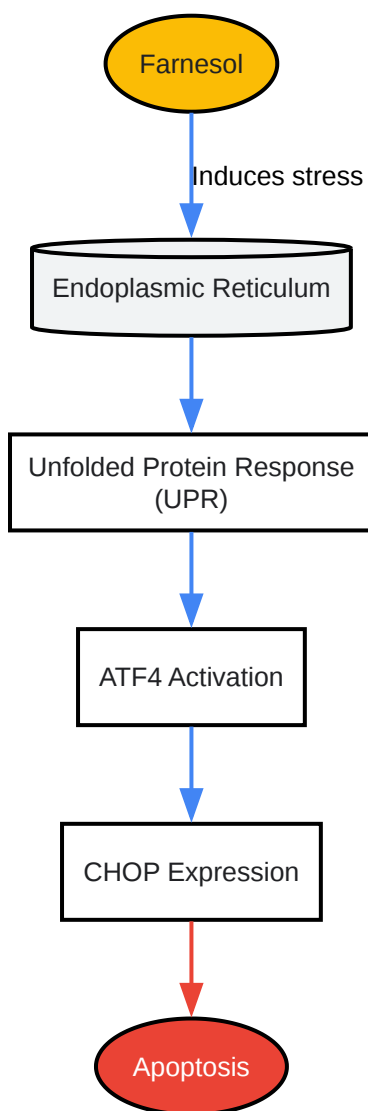 Farnesol
Induces stress
Endoplasmic Reticulum
Unfolded Protein Response
(UPR)
ATF4 Activation
CHOP Expression
Apoptosis